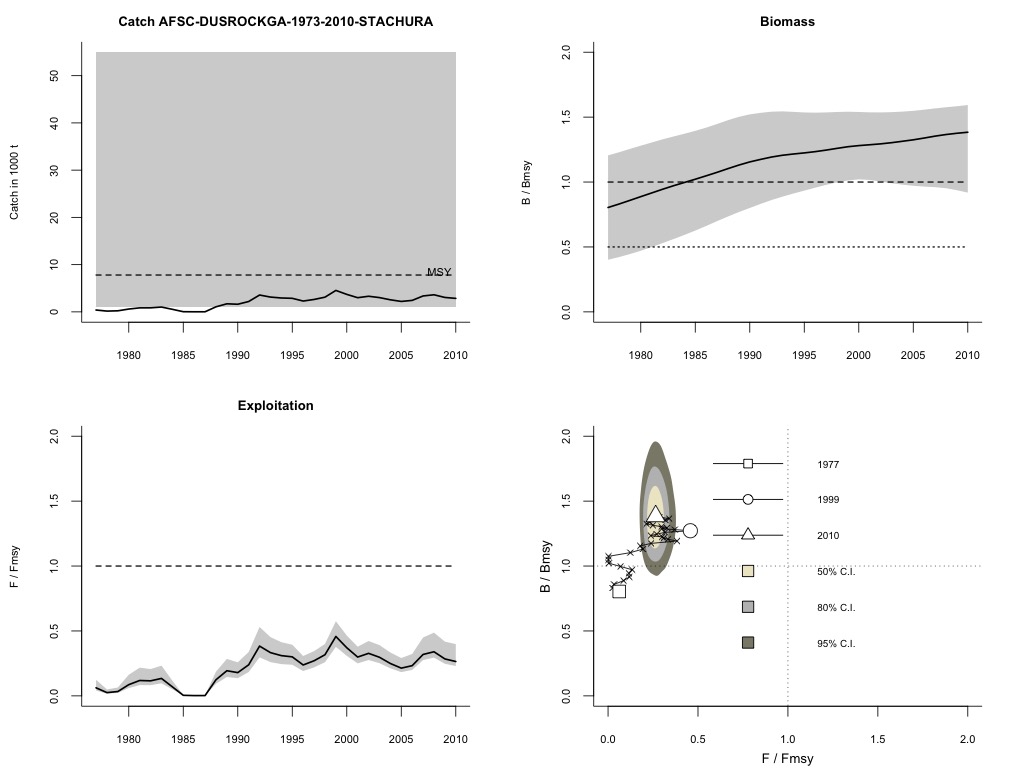 Catch AFSC-DUSROCKGA-1973-2010-STACHURA
Catch in 1000 t
50
40
30
20
10
0
MSY
1980 1985 1990 1995 2000 2005 2010
Biomass
B / Bmsy
2.0
1.5
1.0
0.5
0.0
1980 1985 1990 1995 2000 2005 2010
Exploitation
F / Fmsy
2.0
1.5
1.0
0.5
0.0
1980 1985 1990 1995 2000 2005 2010
B / Bmsy
2.0
1.5
1.0
0.5
0.0
1977
1999
2010
50% C.I.
80% C.I.
95% C.I.
0.0 0.5 1.0 1.5 2.0
F / Fmsy